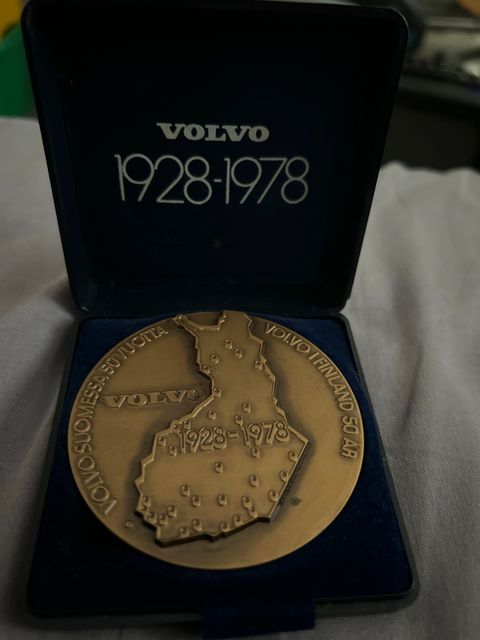 VOLVO
1928-1978
VOLVO SUOMESSA 50 VUOTTA
VOLVO I FINLAND 50 ÅR
VOLVO
1928-1978